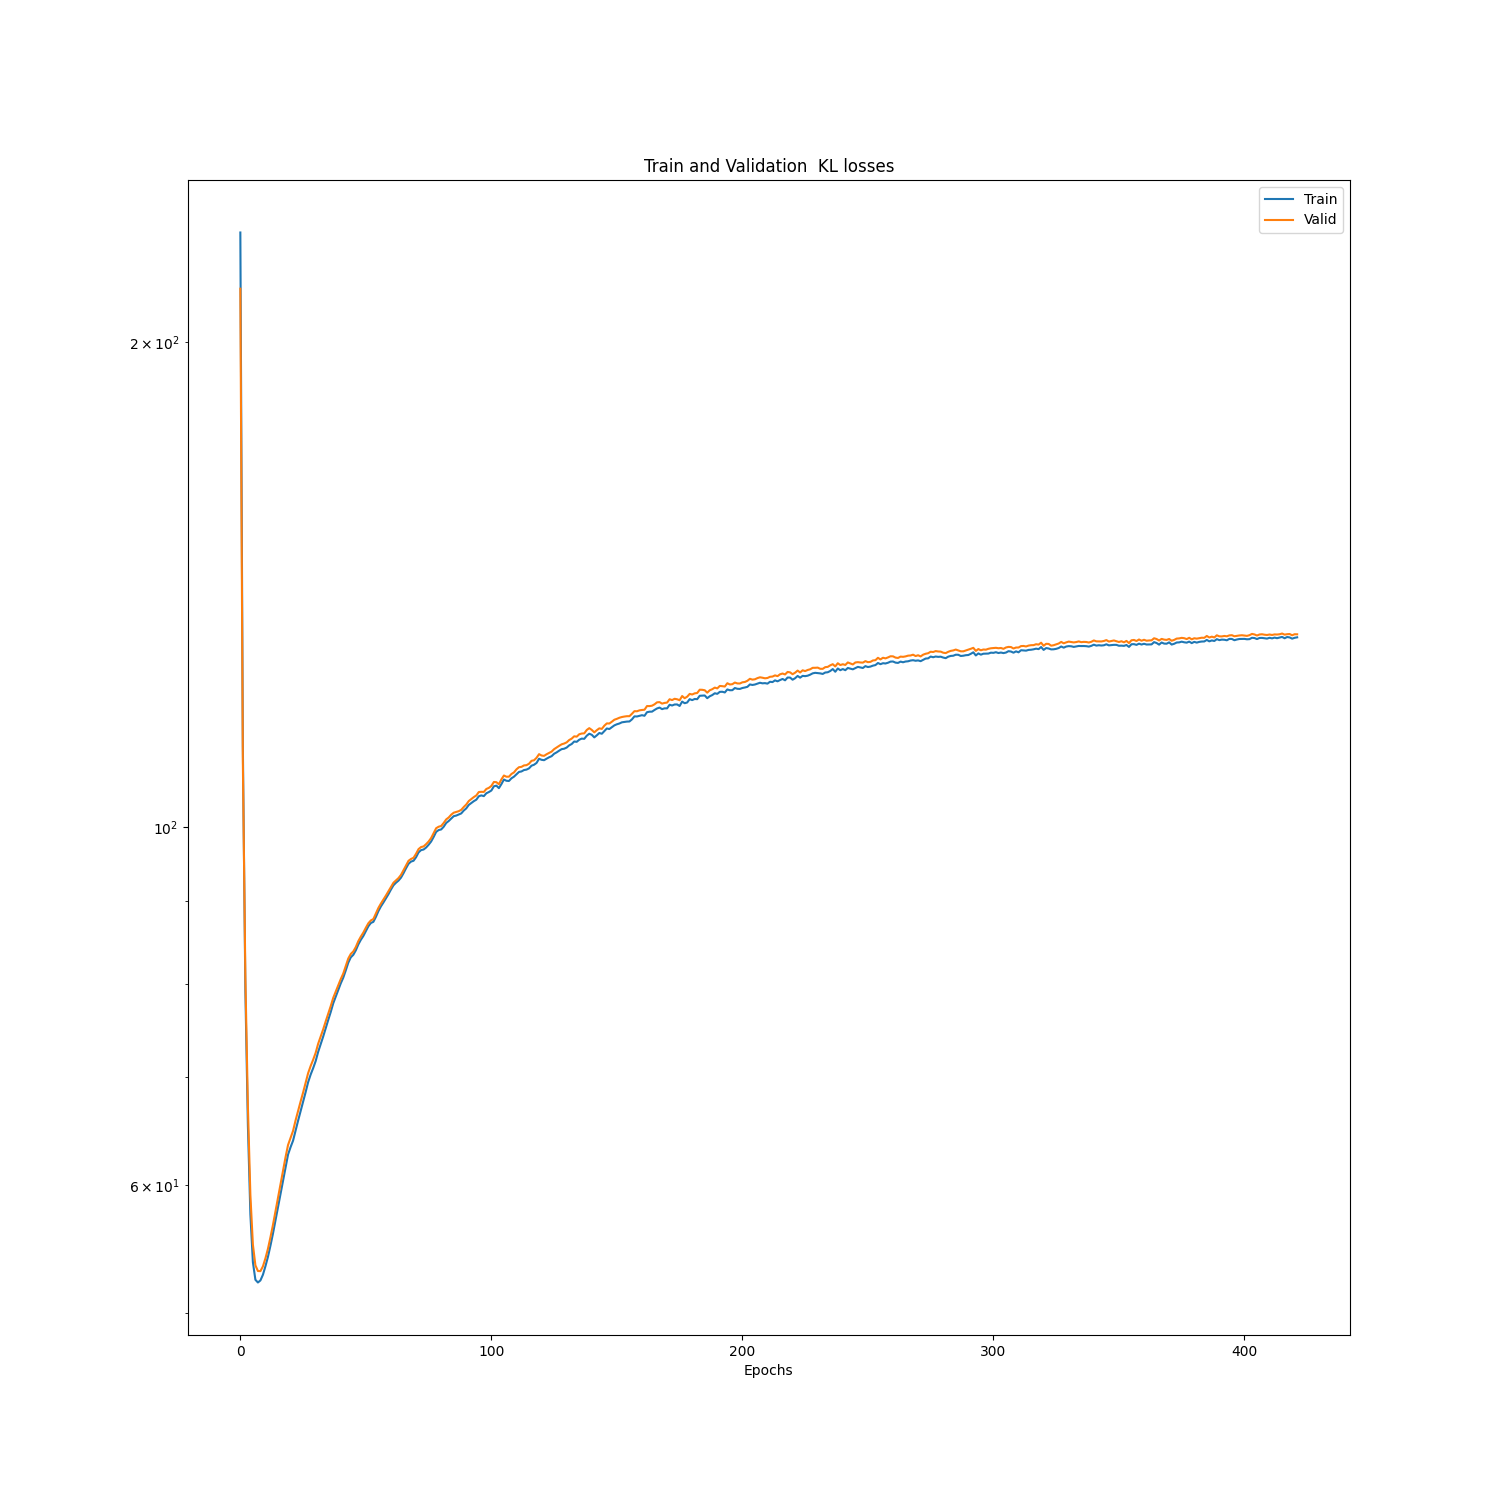 Train and Validation  KL losses
Train
Valid
2 × 10²
10²
6 × 10¹
0 100 200 300 400
Epochs